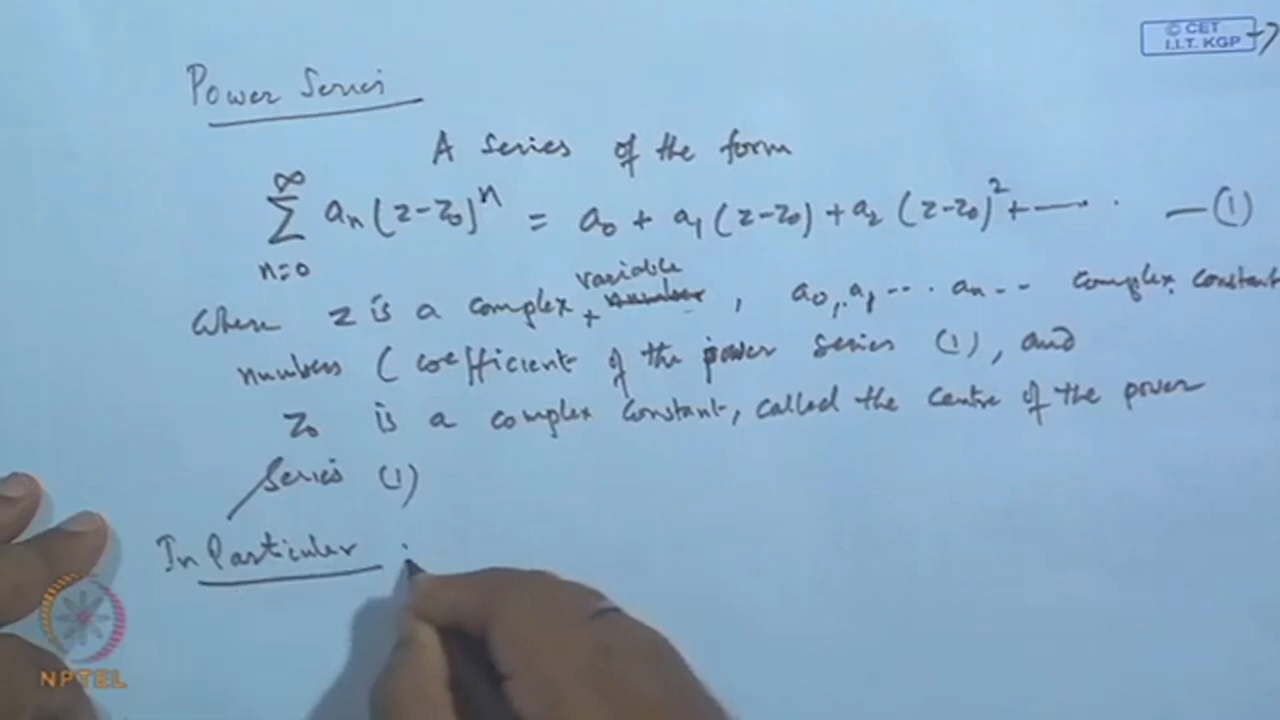 © CET
I.I.T. KGP
Power Series
A series of the form
∞
∑ aₙ (z-z₀)ⁿ = a₀ + a₁ (z-z₀) + a₂ (z-z₀)² + —— · — (1)
n=0
variable
Where z is a complex number , a₀, a₁ --- aₙ -- complex constant
numbers ( coefficient of the power series (1), and
z₀ is a complex constant, called the centre of the power
Series (1)
In Particular
NPTEL